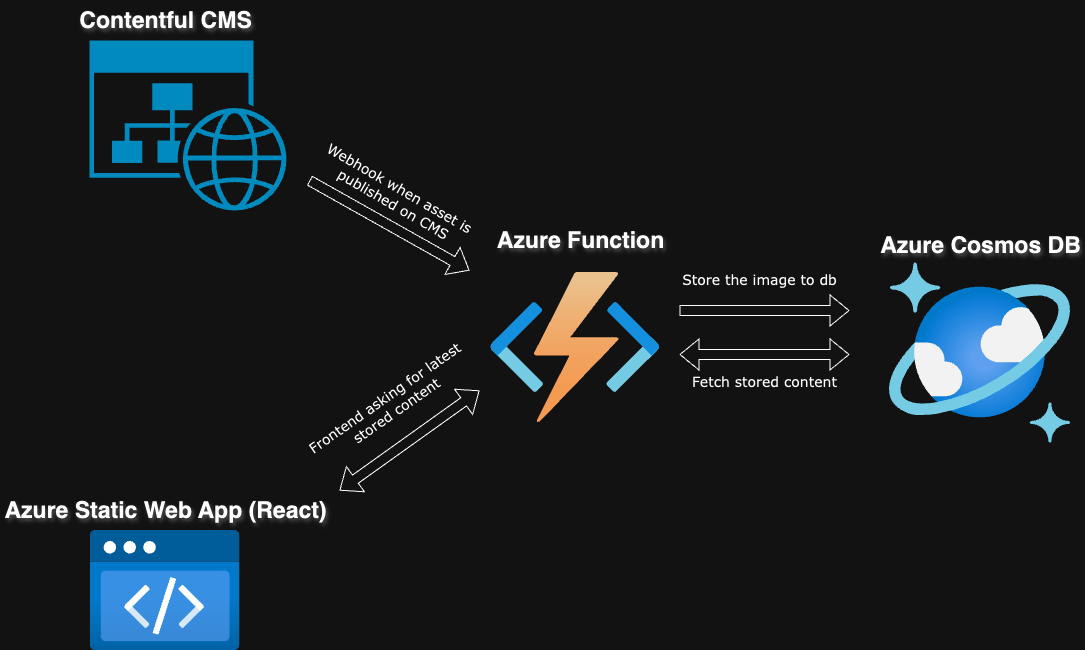 Contentful CMS
Webhook when asset is
published on CMS
Azure Function
Azure Cosmos DB
Store the image to db
Fetch stored content
Frontend asking for latest
stored content
Azure Static Web App (React)